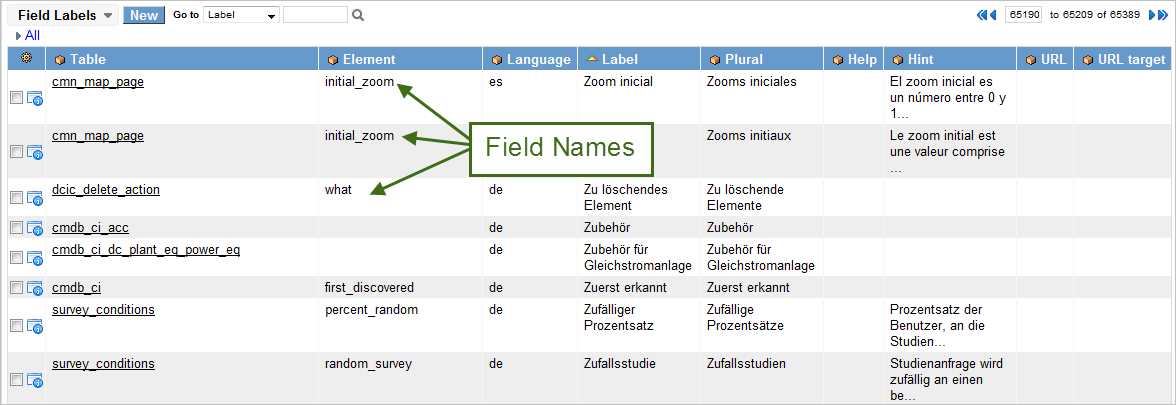 Field Labels New Go to Label 65190 to 65209 of 65389
All
Table Element Language Label Plural Help Hint URL URL target
cmn_map_page initial_zoom es Zoom inicial Zooms iniciales El zoom inicial es
un número entre 0 y
1...
cmn_map_page initial_zoom Zooms initiaux Le zoom initial est
une valeur comprise
...
Field Names
dcic_delete_action what de Zu löschendes Zu löschende
Element Elemente
cmdb_ci_acc de Zubehör Zubehör
cmdb_ci_dc_plant_eq_power_eq de Zubehör für Zubehör für
Gleichstromanlage Gleichstromanlage
cmdb_ci first_discovered de Zuerst erkannt Zuerst erkannt
survey_conditions percent_random de Zufälliger Zufällige Prozentsatz der
Prozentsatz Prozentsätze Benutzer, an die
Studien...
survey_conditions random_survey de Zufallsstudie Zufallsstudien Studienanfrage wird
zufällig an einen
be...